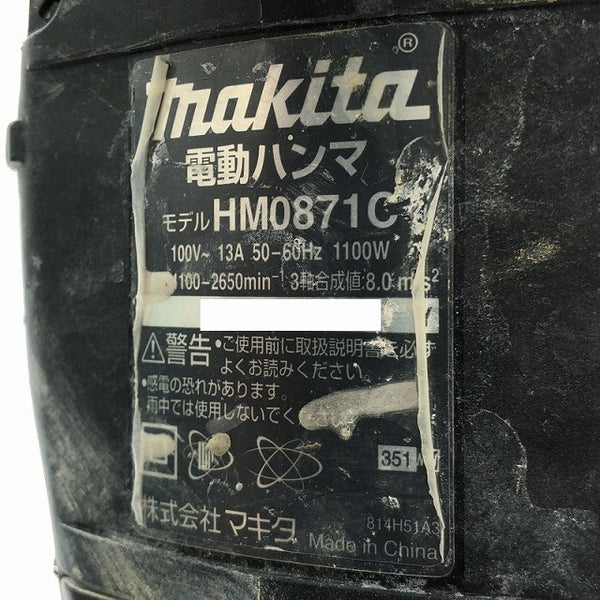 makita®
電動ハンマ
モデル HM0871C
100V~ 13A 50-60Hz 1100W
1100-2650min⁻¹ 3軸合成値:8.0 m/s²
⚠警告 •ご使用前に取扱説明書を必ず
よくお読みください。
•感電の恐れがあります。
雨中では使用しないでく
351
株式会社 マキタ
814H51A3
Made in China